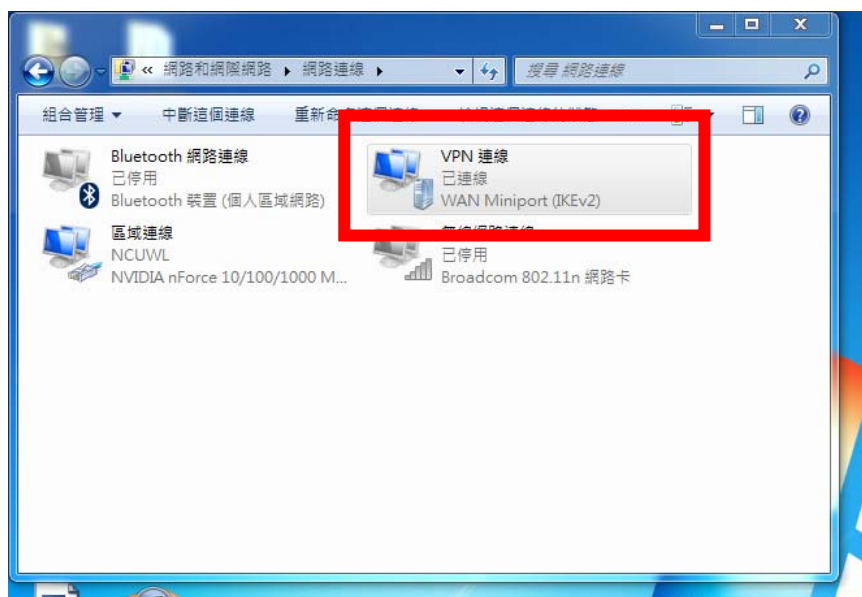 « 網路和網際網路 ▸ 網路連線 ▸
搜尋 網路連線
組合管理 ▼ 中斷這個連線 重新命
Bluetooth 網路連線
已停用
Bluetooth 裝置 (個人區域網路)
VPN 連線
已連線
WAN Miniport (IKEv2)
區域連線
NCUWL
NVIDIA nForce 10/100/1000 M...
已停用
Broadcom 802.11n 網路卡